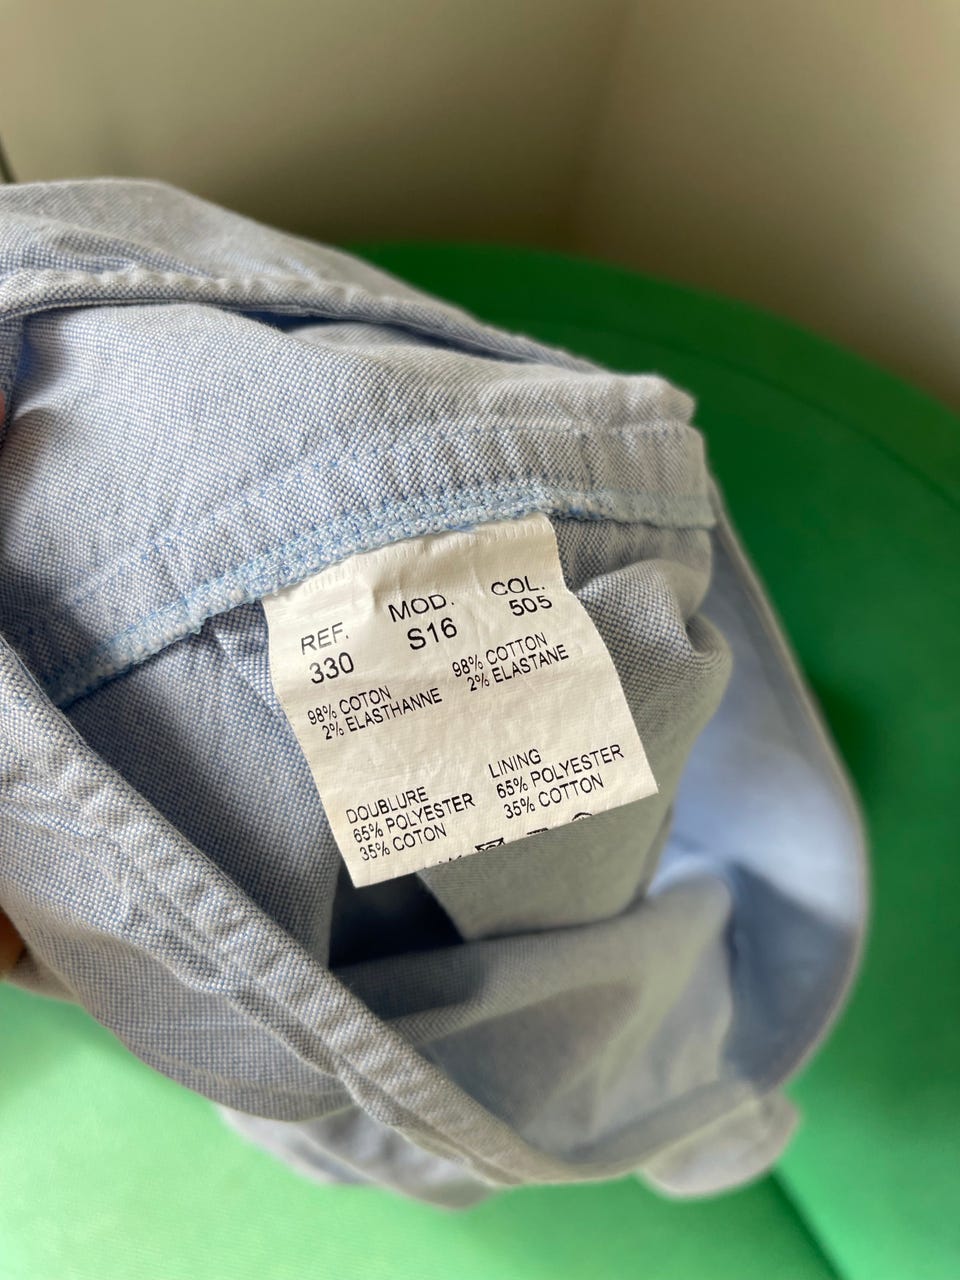 REF. MOD. COL.
330 S16 505
98% COTON
2% ELASTHANNE
98% COTTON
2% ELASTANE
DOUBLURE
65% POLYESTER
35% COTON
LINING
65% POLYESTER
35% COTTON